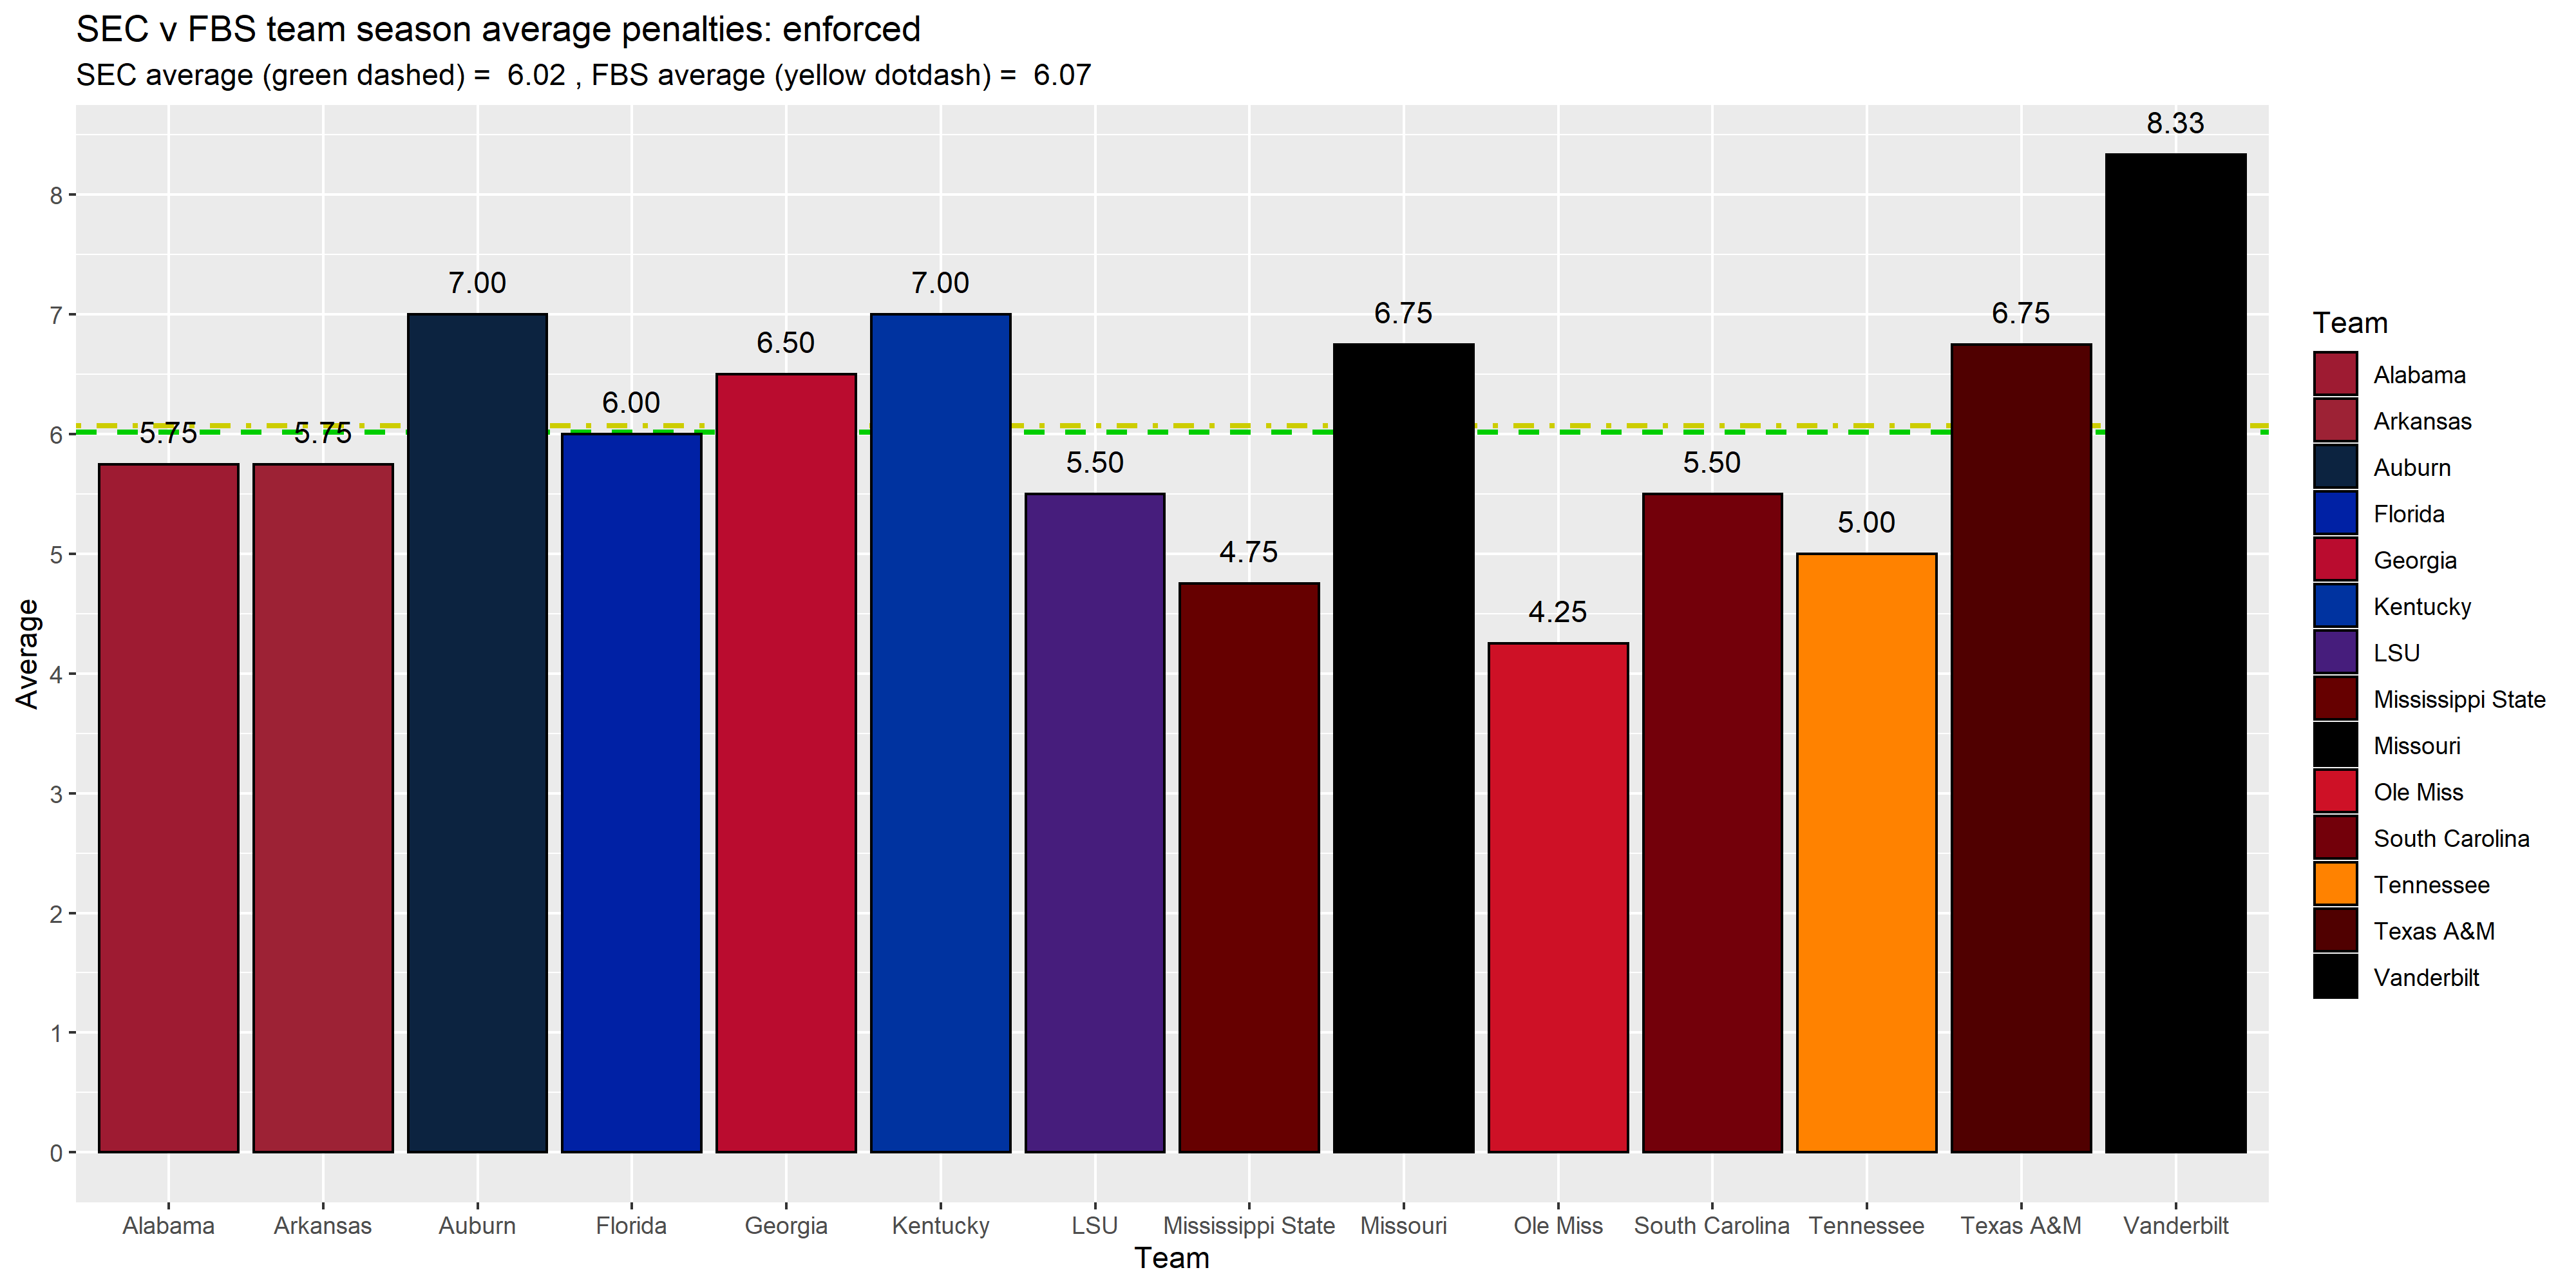 SEC v FBS team season average penalties: enforced
SEC average (green dashed) =  6.02 , FBS average (yellow dotdash) =  6.07
8.33
8
7.00
7.00
7
6.75
6.75
6.50
6.00
6
5.75
5.75
5.50
5.50
5
5.00
4.75
4.25
4
3
2
1
0
Average
Alabama
Arkansas
Auburn
Florida
Georgia
Kentucky
LSU
Mississippi State
Missouri
Ole Miss
South Carolina
Tennessee
Texas A&M
Vanderbilt
Team
Team
Alabama
Arkansas
Auburn
Florida
Georgia
Kentucky
LSU
Mississippi State
Missouri
Ole Miss
South Carolina
Tennessee
Texas A&M
Vanderbilt